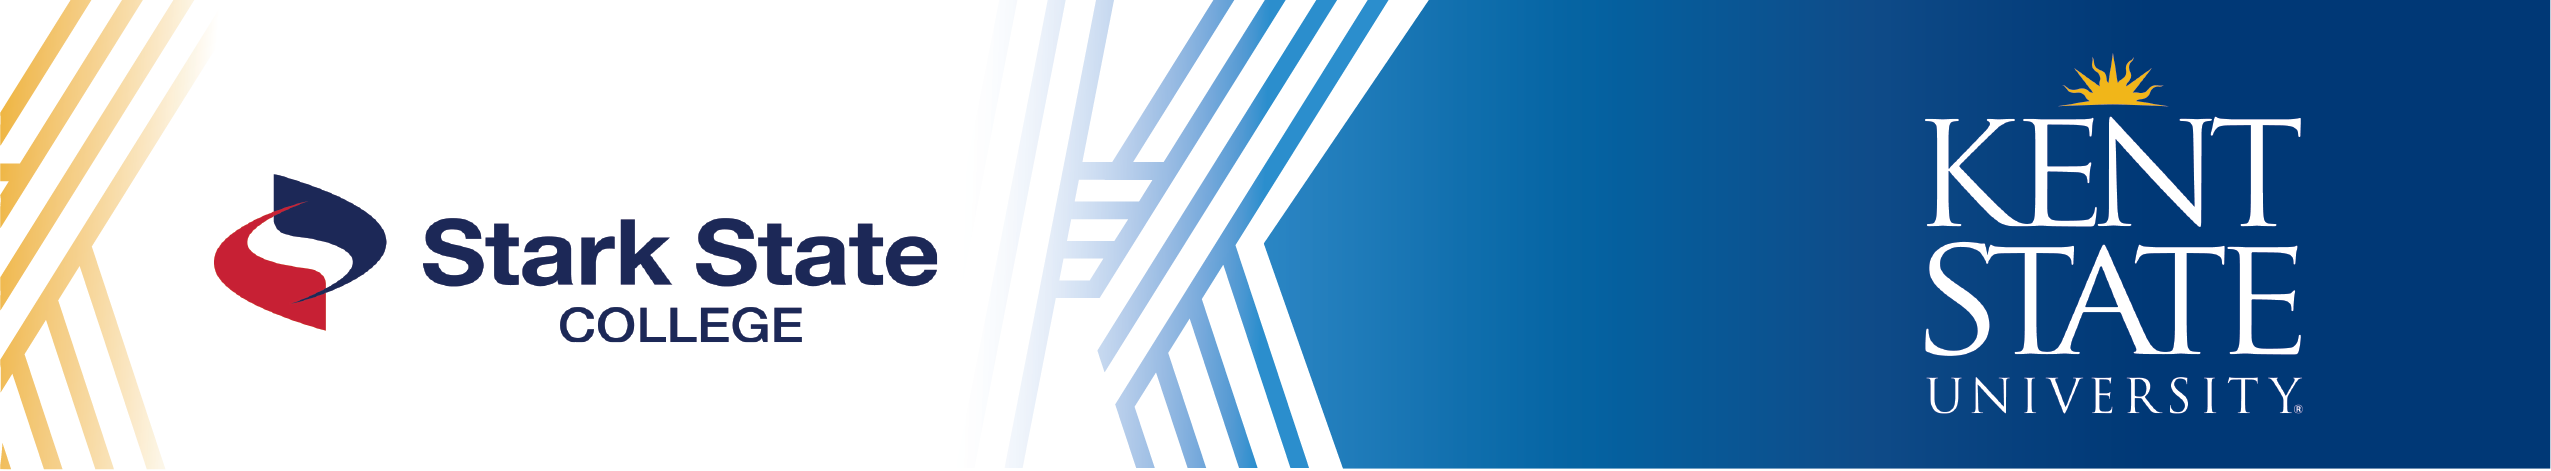 Stark State
COLLEGE
KENT
STATE
UNIVERSITY®